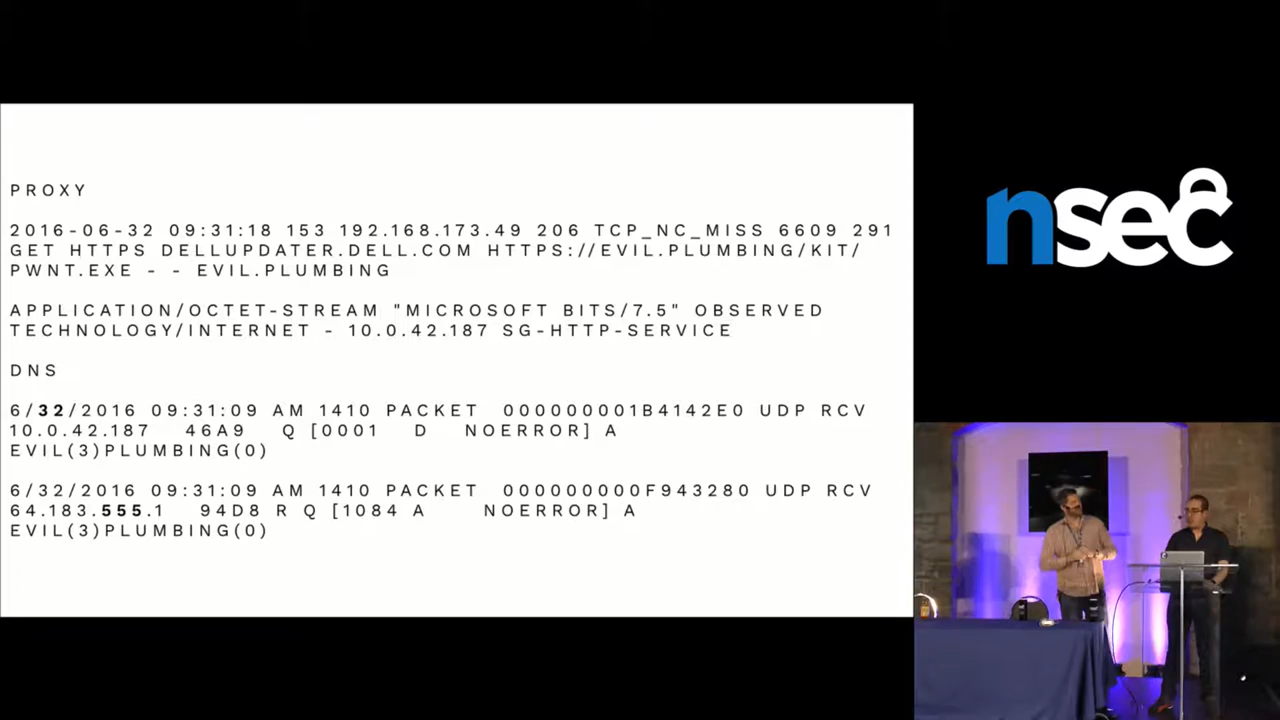 PROXY
2016-06-32 09:31:18 153 192.168.173.49 206 TCP_NC_MISS 6609 291
GET HTTPS DELLUPDATER.DELL.COM HTTPS://EVIL.PLUMBING/KIT/
PWNT.EXE - - EVIL.PLUMBING
APPLICATION/OCTET-STREAM "MICROSOFT BITS/7.5" OBSERVED
TECHNOLOGY/INTERNET - 10.0.42.187 SG-HTTP-SERVICE
DNS
6/32/2016 09:31:09 AM 1410 PACKET 000000001B4142E0 UDP RCV
10.0.42.187 46A9 Q [0001 D NOERROR] A
EVIL(3)PLUMBING(0)
6/32/2016 09:31:09 AM 1410 PACKET 000000000F943280 UDP RCV
64.183.555.1 94D8 R Q [1084 A NOERROR] A
EVIL(3)PLUMBING(0)
nsec